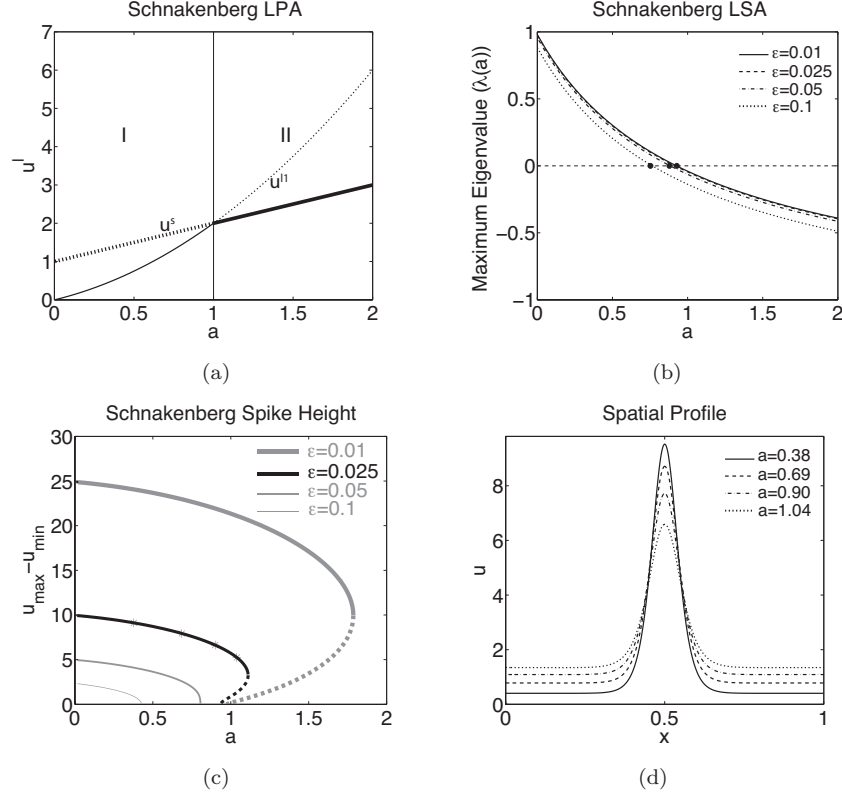 Schnakenberg LPA
7
6
5
4
3
2
1
0
0
0.5
1
1.5
2
u^l
a
I
II
u^{l1}
u^s
(a)
Schnakenberg LSA
1
0.5
0
−0.5
−1
0
0.5
1
1.5
2
Maximum Eigenvalue (λ(a))
a
ε=0.01
ε=0.025
ε=0.05
ε=0.1
(b)
Schnakenberg Spike Height
30
25
20
15
10
5
0
0
0.5
1
1.5
2
u_max−u_min
a
ε=0.01
ε=0.025
ε=0.05
ε=0.1
(c)
Spatial Profile
8
6
4
2
0
0
0.5
1
u
x
a=0.38
a=0.69
a=0.90
a=1.04
(d)